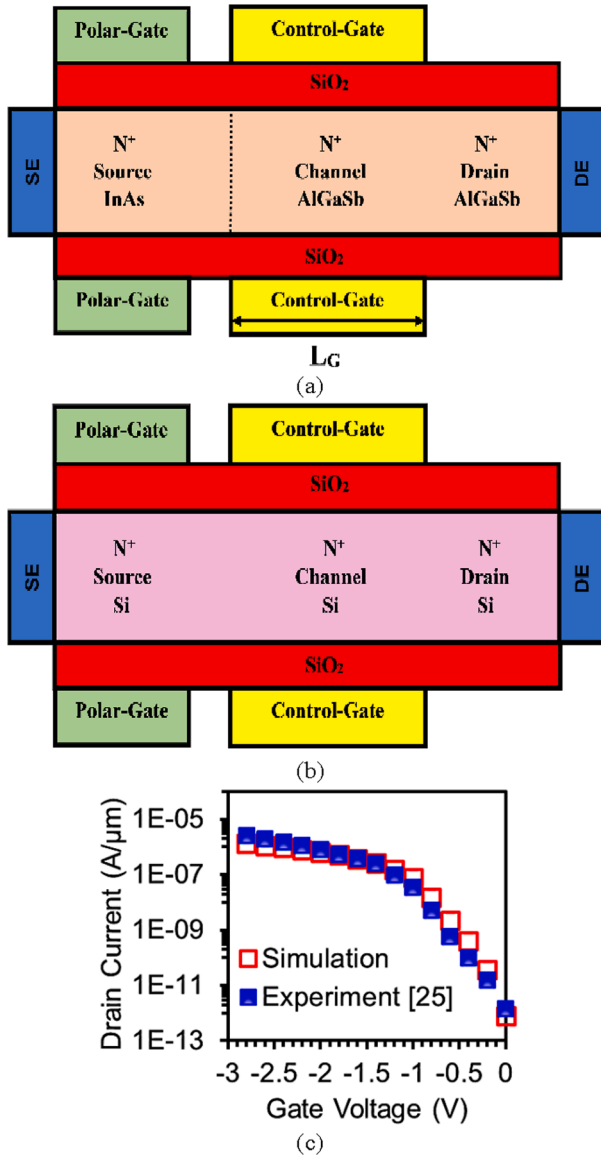 Polar-Gate Control-Gate
SiO₂
SE
N⁺ N⁺ N⁺
Source Channel Drain
InAs AlGaSb AlGaSb
DE
SiO₂
Polar-Gate Control-Gate
L_G
(a)
Polar-Gate Control-Gate
SiO₂
SE
N⁺ N⁺ N⁺
Source Channel Drain
Si Si Si
DE
SiO₂
Polar-Gate Control-Gate
(b)
Drain Current (A/μm)
1E-05
1E-07
1E-09
1E-11
1E-13
Simulation
Experiment [25]
-3 -2.5 -2 -1.5 -1 -0.5 0
Gate Voltage (V)
(c)